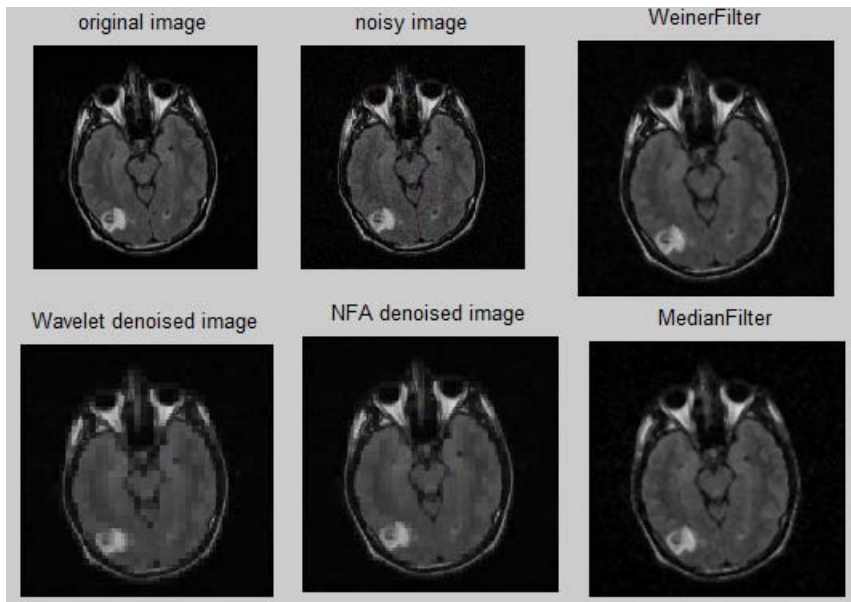 original image
noisy image
WeinerFilter
Wavelet denoised image
NFA denoised image
MedianFilter